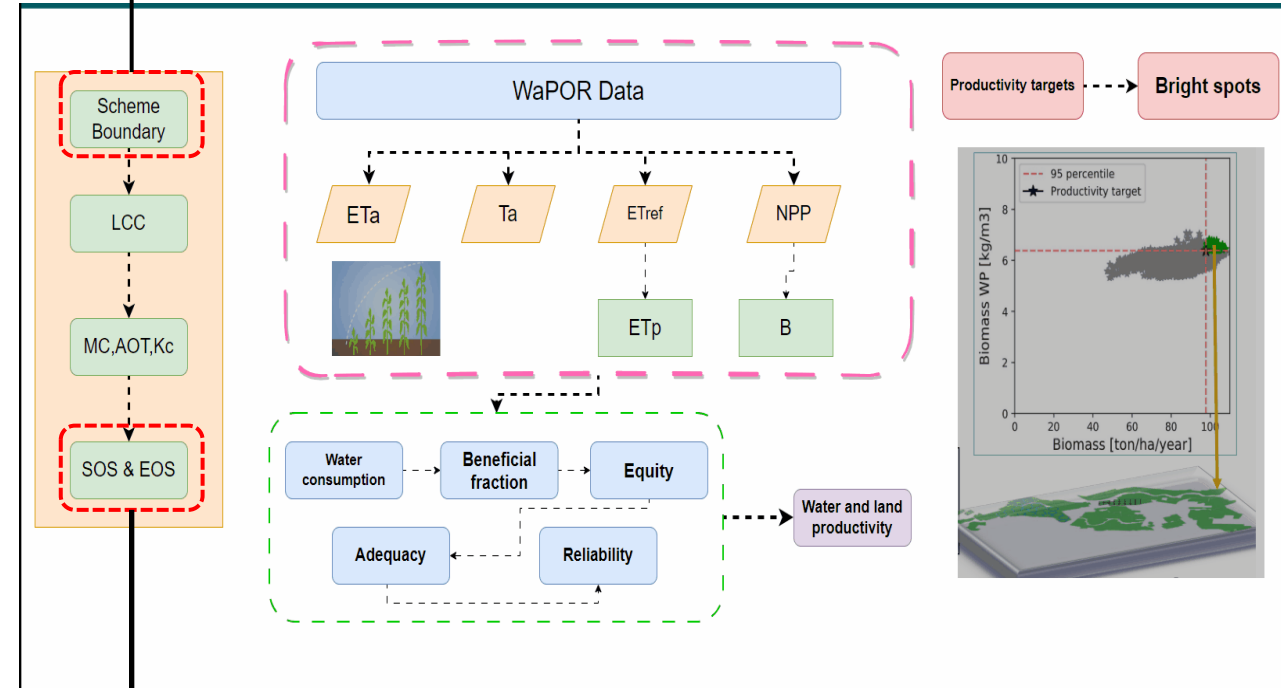 Scheme
Boundary
LCC
MC,AOT,Kc
SOS & EOS
WaPOR Data
ETa
Ta
ETref
NPP
ETp
B
Water
consumption
Beneficial
fraction
Equity
Adequacy
Reliability
Water and land
productivity
Productivity targets
Bright spots
95 percentile
Productivity target
Biomass WP [kg/m3]
10
8
6
4
2
0
0 20 40 60 80 100
Biomass [ton/ha/year]